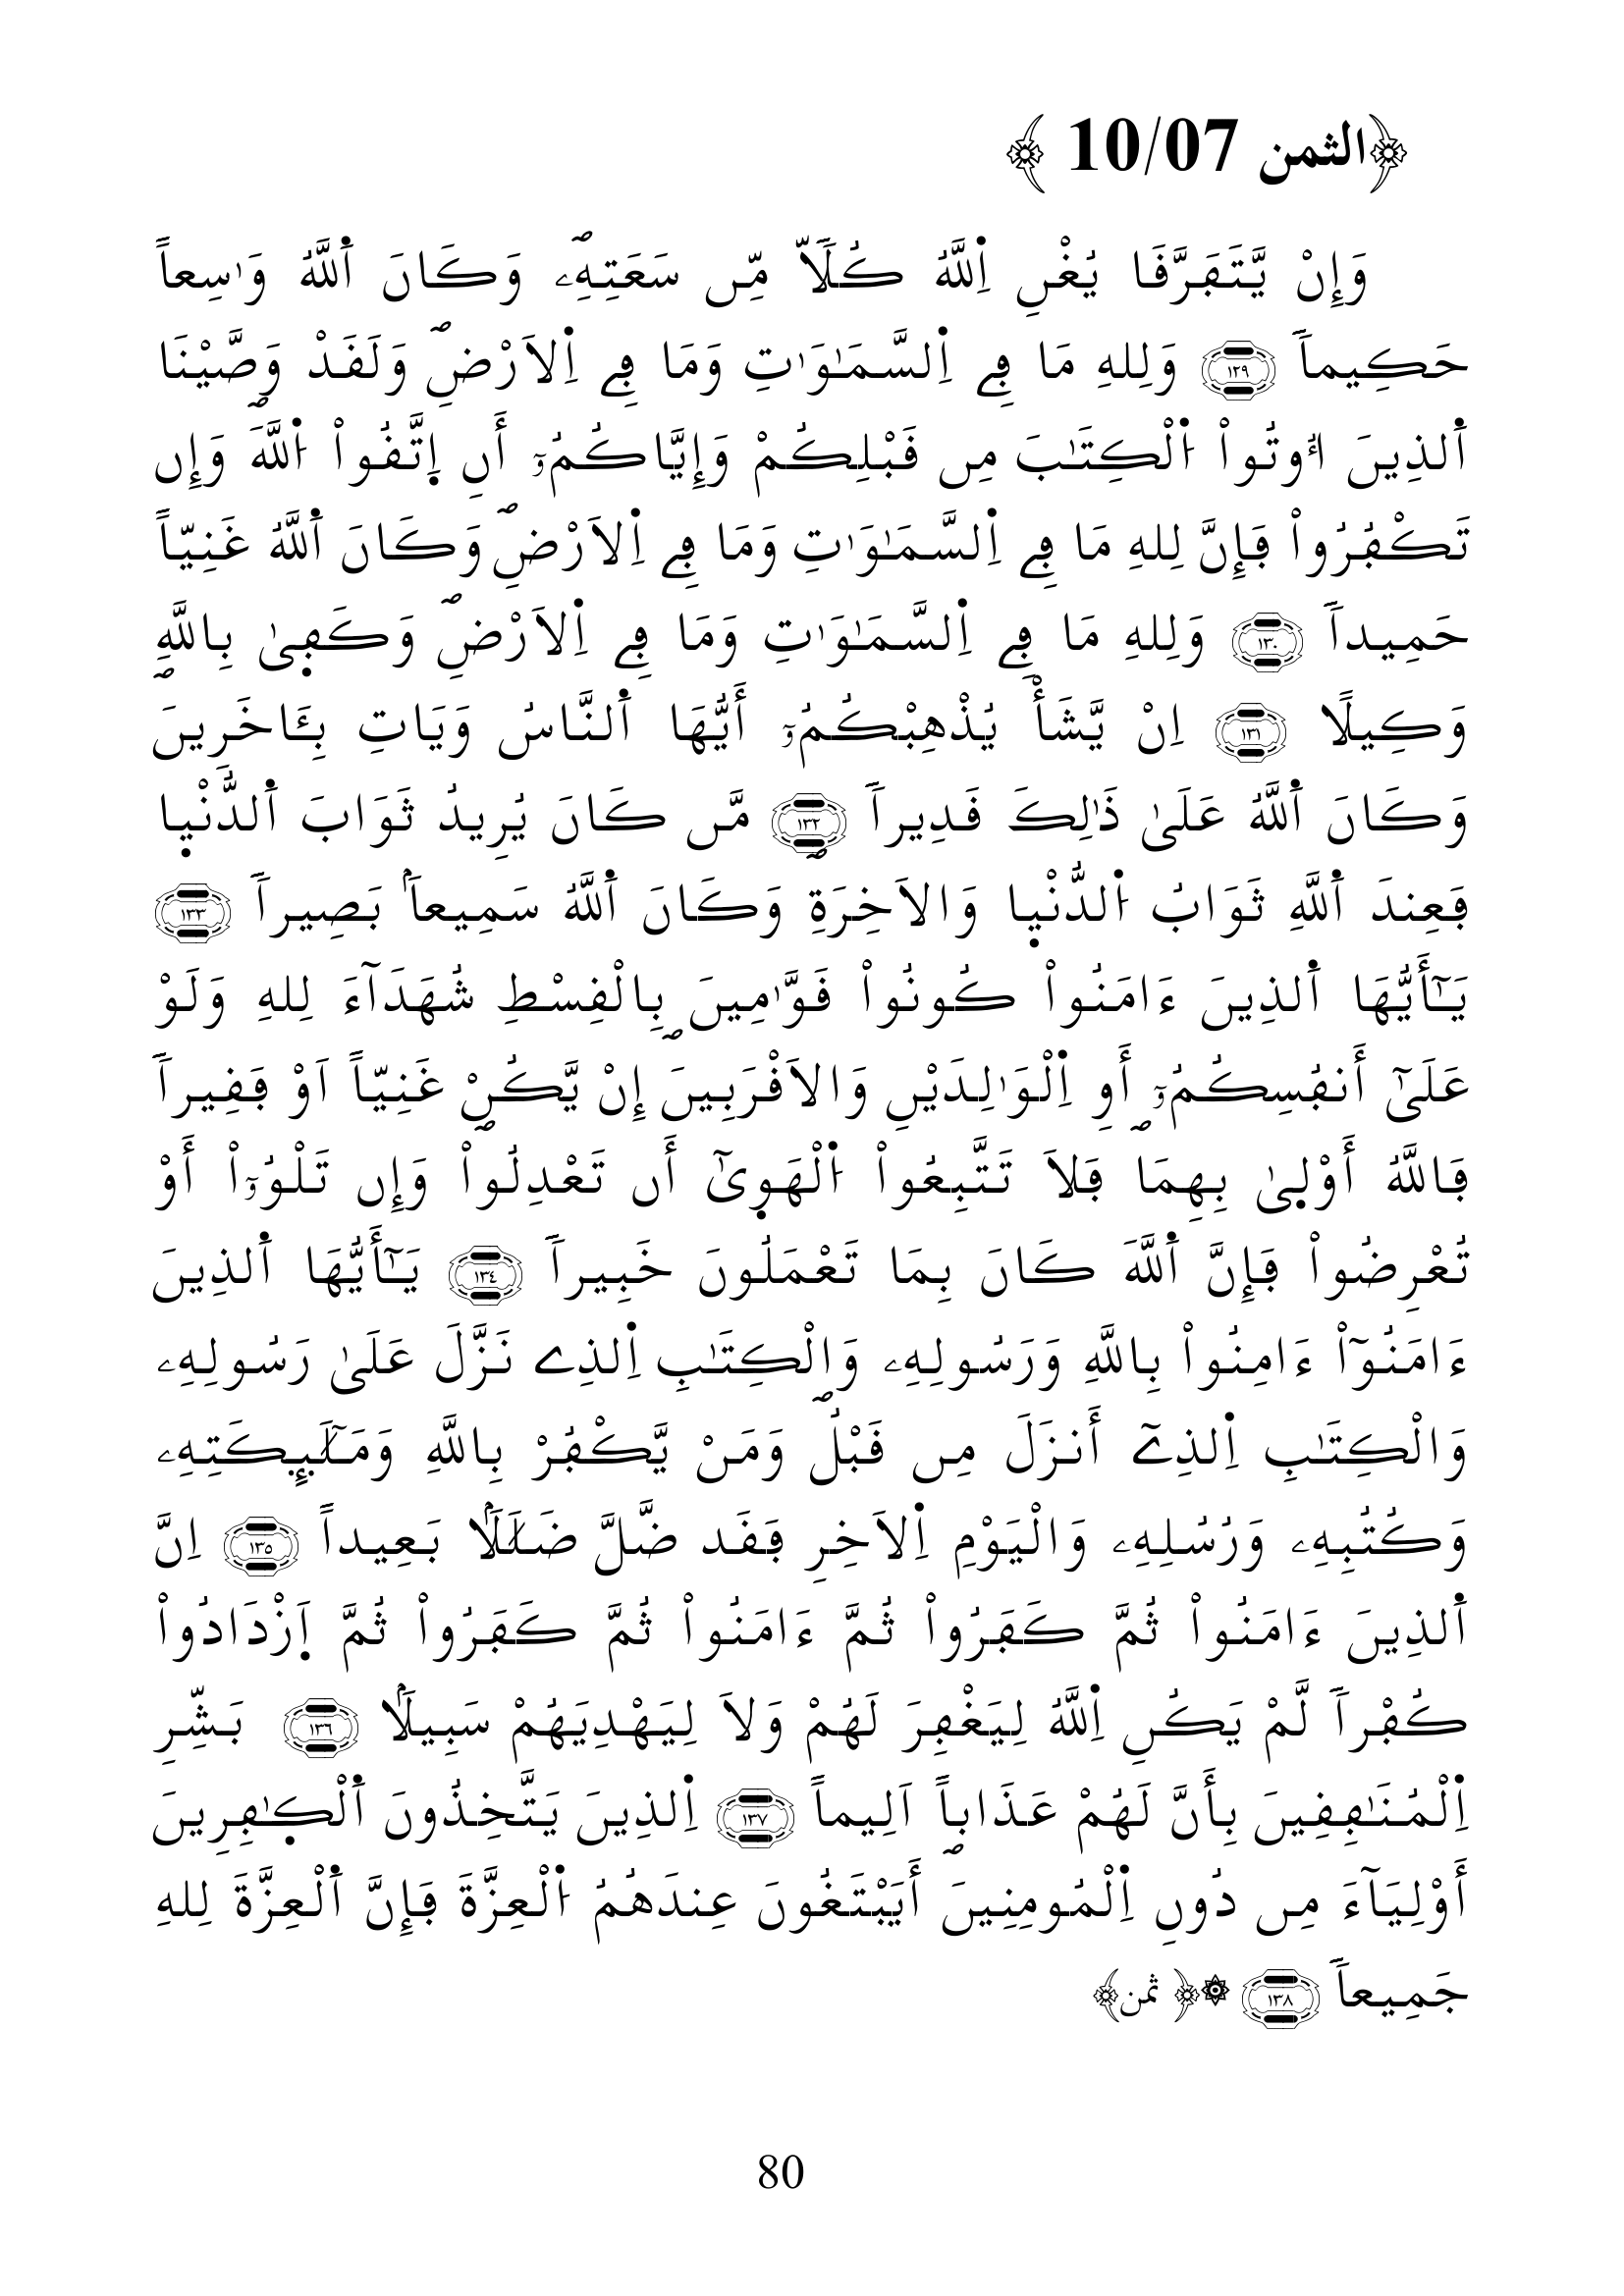 ﴿الثمن 10/07 ﴾
وَإِنْ يَّتَفَرَّقَا يُغْنِ اِ۬للَّهُ كُلّاَۢ مِّن سَعَتِهِۦۖ وَكَانَ اَ۬للَّهُ وَٰسِعاً
حَكِيماٗ ١٢٩ وَلِلهِ مَا فِے اِ۬لسَّمَٰوَٰتِ وَمَا فِے اِ۬لَارْضِۖ وَلَقَدْ وَصَّيْنَا
اَ۬لذِينَ أُوتُواْ اُ۬لْكِتَٰبَ مِن قَبْلِكُمْ وَإِيَّاكُمُۥٓ أَنِ اِ۪تَّقُواْ اُ۬للَّهَۖ وَإِن
تَكْفُرُواْ فَإِنَّ لِلهِ مَا فِے اِ۬لسَّمَٰوَٰتِ وَمَا فِے اِ۬لَارْضِۖ وَكَانَ اَ۬للَّهُ غَنِيّاً
حَمِيداٗ ١٣٠ وَلِلهِ مَا فِے اِ۬لسَّمَٰوَٰتِ وَمَا فِے اِ۬لَارْضِۖ وَكَفۭيٰ بِاللَّهِ
وَكِيلًا ١٣١ اِنْ يَّشَأْ يُذْهِبْكُمُۥٓ أَيُّهَا اَ۬لنَّاسُ وَيَاتِ بِـَٔاخَرِينَۖ
وَكَانَ اَ۬للَّهُ عَلَىٰ ذَٰلِكَ قَدِيراٗ ١٣٢ مَّن كَانَ يُرِيدُ ثَوَابَ اَ۬لدُّنْيۭا
فَعِندَ اَ۬للَّهِ ثَوَابُ اُ۬لدُّنْيۭا وَالَاخِرَةِۖ وَكَانَ اَ۬للَّهُ سَمِيعاَۢ بَصِيراٗ ١٣٣
يَٰٓأَيُّهَا اَ۬لذِينَ ءَامَنُواْ كُونُواْ قَوَّٰمِينَ بِالْقِسْطِ شُهَدَآءَ لِلهِ وَلَوْ
عَلَىٰٓ أَنفُسِكُمُۥٓ أَوِ اِ۬لْوَٰلِدَيْنِ وَالَاقْرَبِينَۖ إِنْ يَّكُنْ غَنِيّاً اَوْ فَقِيراٗ
فَاللَّهُ أَوْلۭيٰ بِهِمَاۖ فَلَا تَتَّبِعُواْ اُ۬لْهَوۭيٰٓ أَن تَعْدِلُواْۖ وَإِن تَلْوُۥٓاْ أَوْ
تُعْرِضُواْ فَإِنَّ اَ۬للَّهَ كَانَ بِمَا تَعْمَلُونَ خَبِيراٗ ١٣٤ يَٰٓأَيُّهَا اَ۬لذِينَ
ءَامَنُوٓاْ ءَامِنُواْ بِاللَّهِ وَرَسُولِهِۦ وَالْكِتَٰبِ اِ۬لذِے نَزَّلَ عَلَىٰ رَسُولِهِۦ
وَالْكِتَٰبِ اِ۬لذِےٓ أَنزَلَ مِن قَبْلُۖ وَمَنْ يَّكْفُرْ بِاللَّهِ وَمَلَٰٓئِكَتِهِۦ
وَكُتُبِهِۦ وَرُسُلِهِۦ وَالْيَوْمِ اِ۬لَاخِرِ فَقَد ضَّلَّ ضَلَٰلاَۢ بَعِيداً ١٣٥ اِنَّ
اَ۬لذِينَ ءَامَنُواْ ثُمَّ كَفَرُواْ ثُمَّ ءَامَنُواْ ثُمَّ كَفَرُواْ ثُمَّ اَ۪زْدَادُواْ
كُفْراٗ لَّمْ يَكُنِ اِ۬للَّهُ لِيَغْفِرَ لَهُمْ وَلَا لِيَهْدِيَهُمْ سَبِيلاَۢ ١٣٦ بَشِّرِ
اِ۬لْمُنَٰفِقِينَ بِأَنَّ لَهُمْ عَذَاباً اَلِيماً ١٣٧ اِ۬لذِينَ يَتَّخِذُونَ اَ۬لْكٰ۪فِرِينَ
أَوْلِيَآءَ مِن دُونِ اِ۬لْمُومِنِينَۖ أَيَبْتَغُونَ عِندَهُمُ اُ۬لْعِزَّةَ فَإِنَّ اَ۬لْعِزَّةَ لِلهِ
جَمِيعاٗ ١٣٨ ۞﴿ ثمن﴾
80